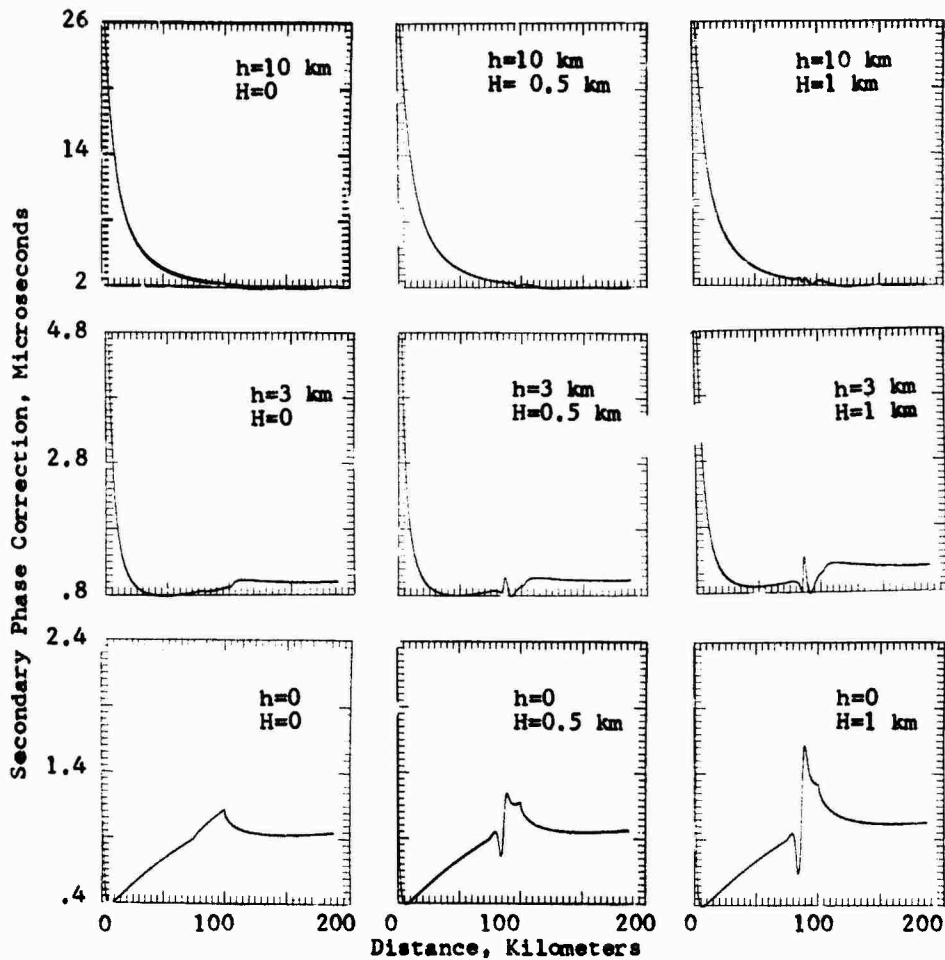 Secondary Phase Correction, Microseconds
26
14
2
h=10 km
H=0
h=10 km
H= 0.5 km
h=10 km
H=1 km
4.8
2.8
.8
h=3 km
H=0
h=3 km
H=0.5 km
h=3 km
H=1 km
2.4
1.4
.4
h=0
H=0
h=0
H=0.5 km
h=0
H=1 km
0 100 200 0 100 200 0 100 200
Distance, Kilometers